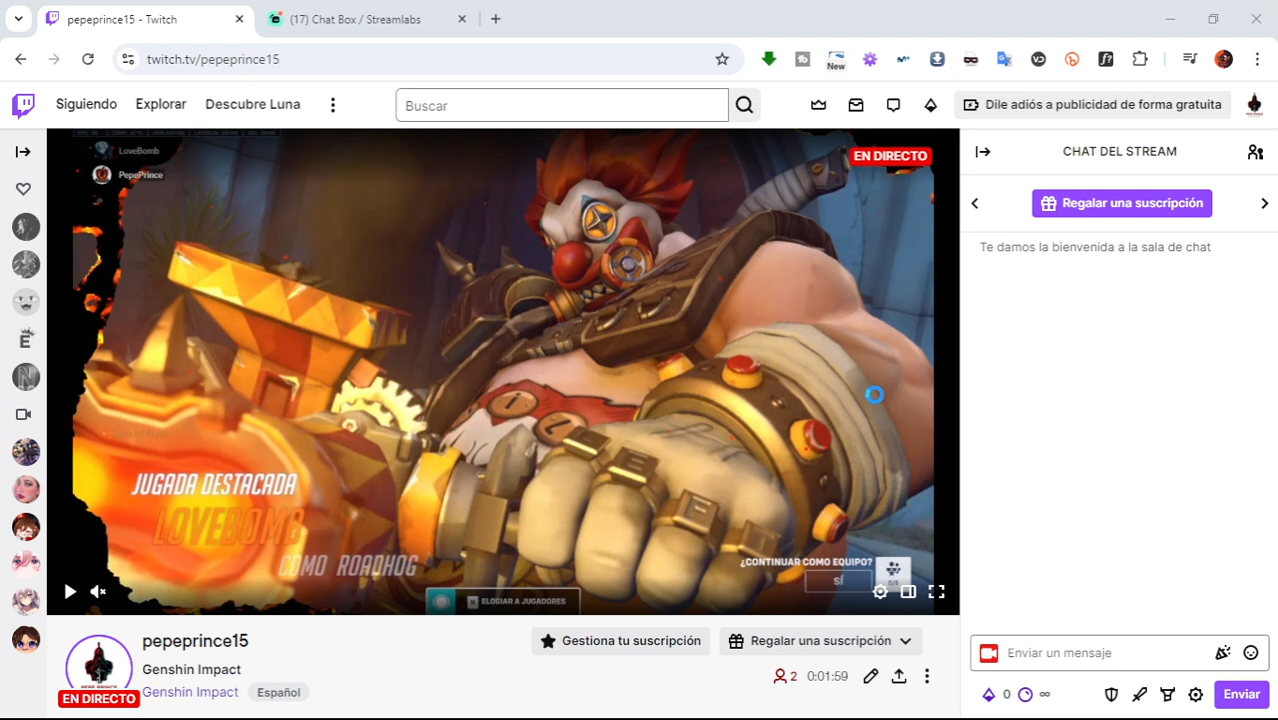 pepeprince15 - Twitch
(17) Chat Box / Streamlabs
twitch.tv/pepeprince15
New
Siguiendo
Explorar
Descubre Luna
Buscar
Dile adiós a publicidad de forma gratuita
LoveBomb
PepePrince
EN DIRECTO
CHAT DEL STREAM
Regalar una suscripción
Te damos la bienvenida a la sala de chat
JUGADA DESTACADA
LOVEBOMB
COMO ROADHOG
¿CONTINUAR COMO EQUIPO?
SÍ
ELOGIAR A JUGADORES
pepeprince15
Gestiona tu suscripción
Regalar una suscripción
Genshin Impact
2
0:01:59
Genshin Impact
Español
EN DIRECTO
Enviar un mensaje
0
∞
Enviar